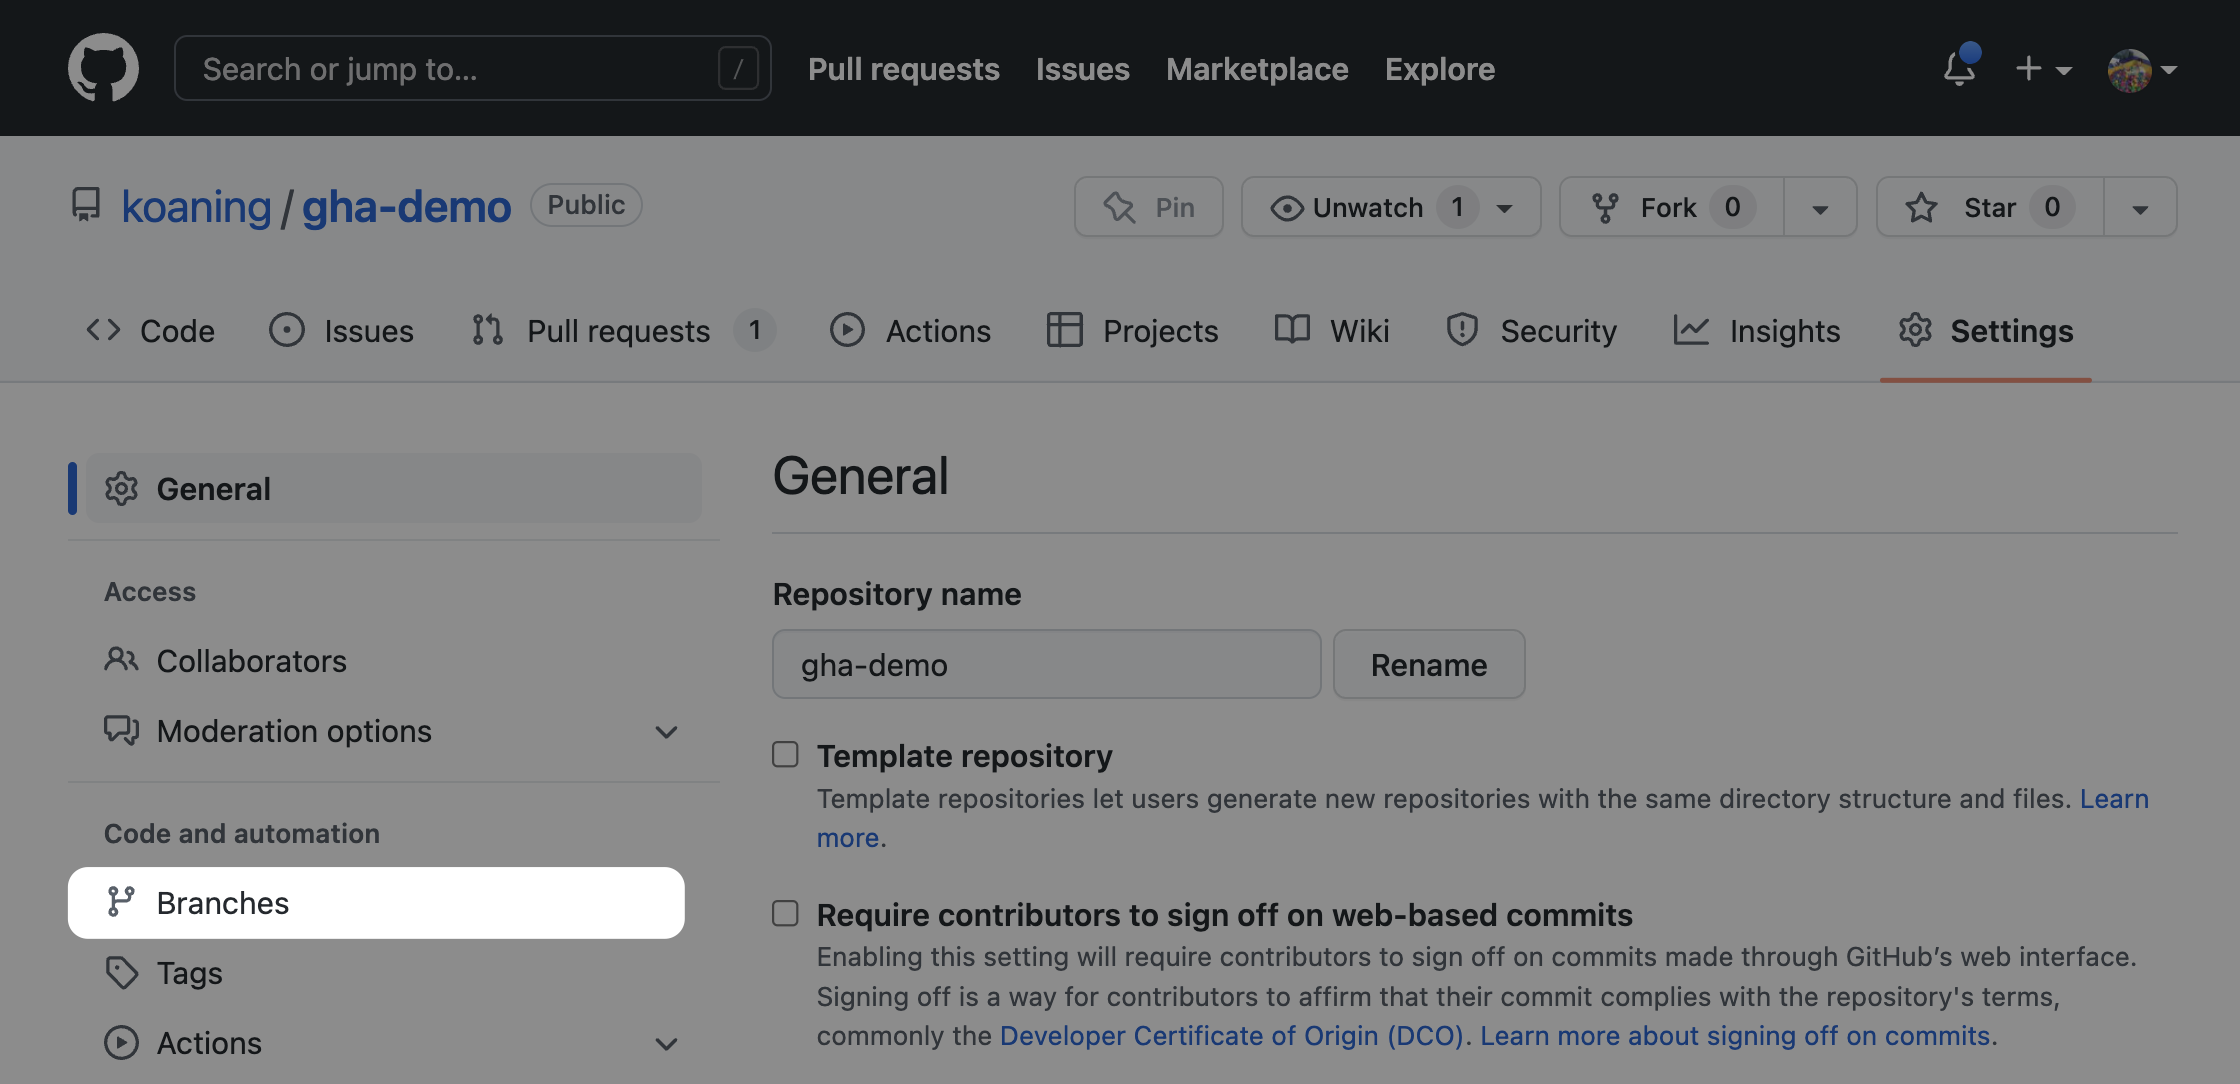 Search or jump to... /
Pull requests Issues Marketplace Explore
koaning / gha-demo Public
Pin Unwatch 1 Fork 0 Star 0
Code Issues Pull requests 1 Actions Projects Wiki Security Insights Settings
General
Access
Collaborators
Moderation options
Code and automation
Branches
Tags
Actions
General
Repository name
gha-demo Rename
Template repository
Template repositories let users generate new repositories with the same directory structure and files. Learn
more.
Require contributors to sign off on web-based commits
Enabling this setting will require contributors to sign off on commits made through GitHub’s web interface.
Signing off is a way for contributors to affirm that their commit complies with the repository's terms,
commonly the Developer Certificate of Origin (DCO). Learn more about signing off on commits.